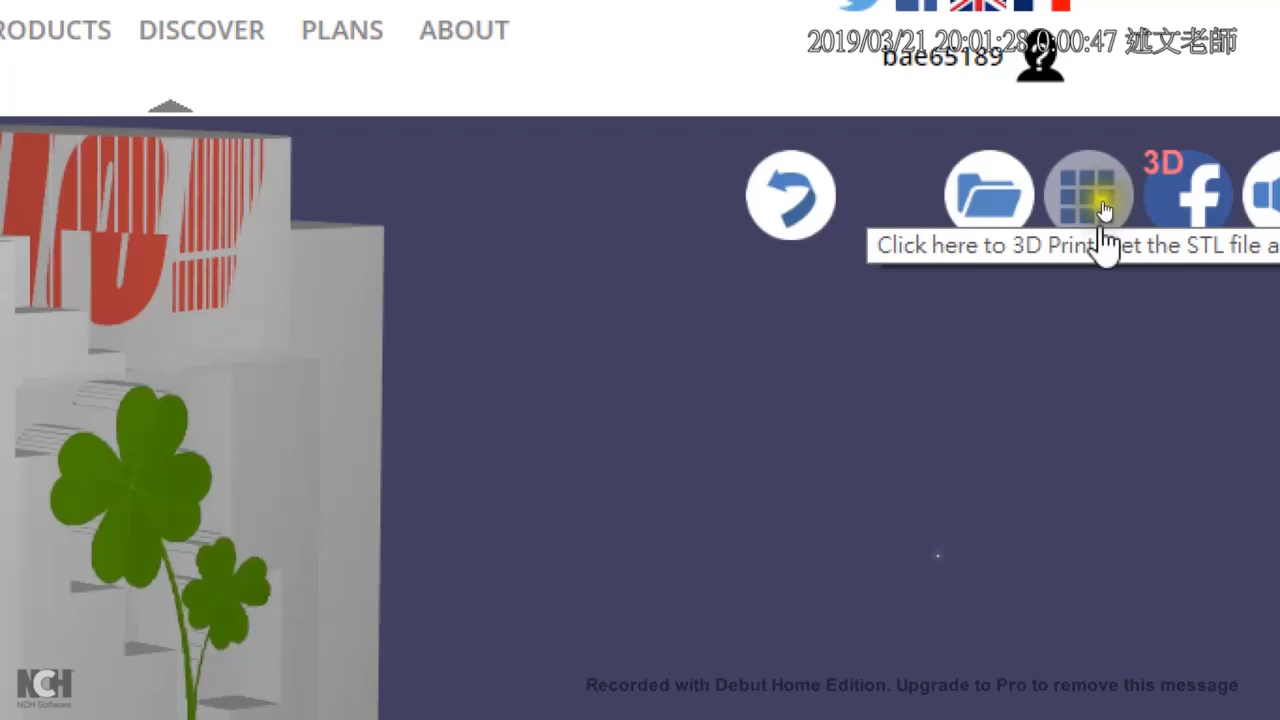 RODUCTS DISCOVER PLANS ABOUT
2019/03/21 20:01:28 0:00:47 述文老師
bae65189
3D
Click here to 3D Print et the STL file a
NCH
NCH Software
Recorded with Debut Home Edition. Upgrade to Pro to remove this message